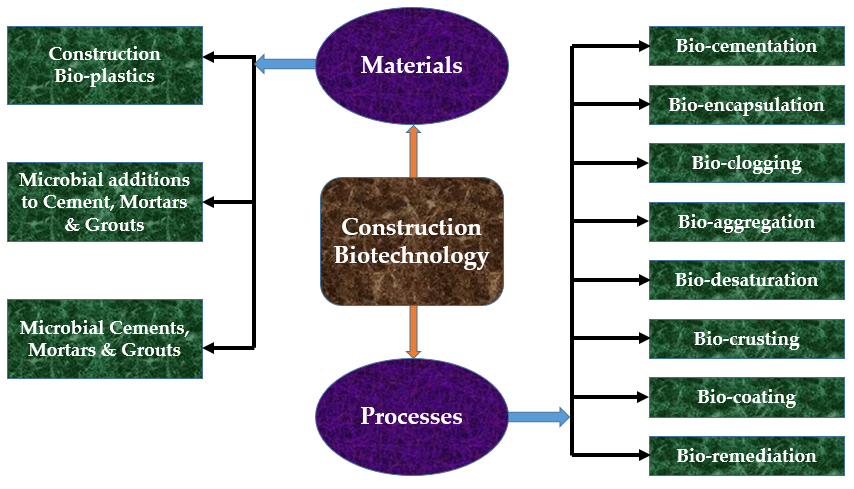 Construction
Bio-plastics
Microbial additions
to Cement, Mortars
& Grouts
Microbial Cements,
Mortars & Grouts
Materials
Construction
Biotechnology
Processes
Bio-cementation
Bio-encapsulation
Bio-clogging
Bio-aggregation
Bio-desaturation
Bio-crusting
Bio-coating
Bio-remediation